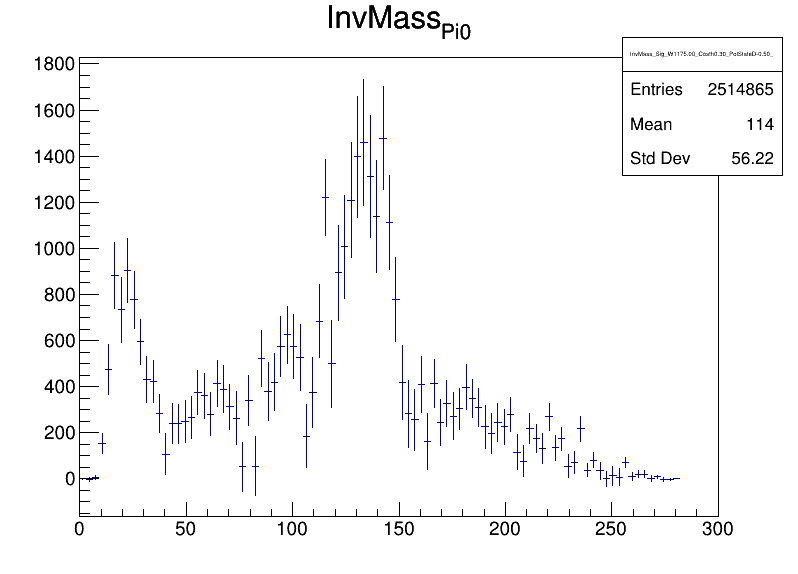 InvMass_Pi0
InvMass_Sig_W1175.00_Costh0.30_PolStateD-0.50_
Entries 2514865
Mean 114
Std Dev 56.22
1800
1600
1400
1200
1000
800
600
400
200
0
0 50 100 150 200 250 300